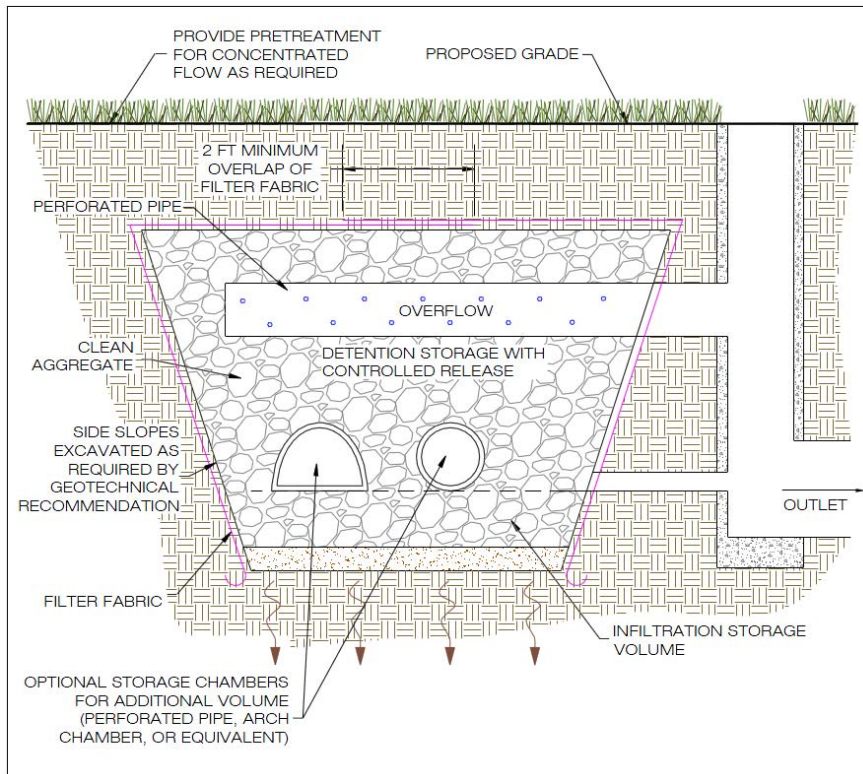 PROVIDE PRETREATMENT
FOR CONCENTRATED
FLOW AS REQUIRED
PROPOSED GRADE
2 FT MINIMUM
OVERLAP OF
FILTER FABRIC
PERFORATED PIPE
OVERFLOW
CLEAN
AGGREGATE
DETENTION STORAGE WITH
CONTROLLED RELEASE
SIDE SLOPES
EXCAVATED AS
REQUIRED BY
GEOTECHNICAL
RECOMMENDATION
OUTLET
FILTER FABRIC
INFILTRATION STORAGE
VOLUME
OPTIONAL STORAGE CHAMBERS
FOR ADDITIONAL VOLUME
(PERFORATED PIPE, ARCH
CHAMBER, OR EQUIVALENT)